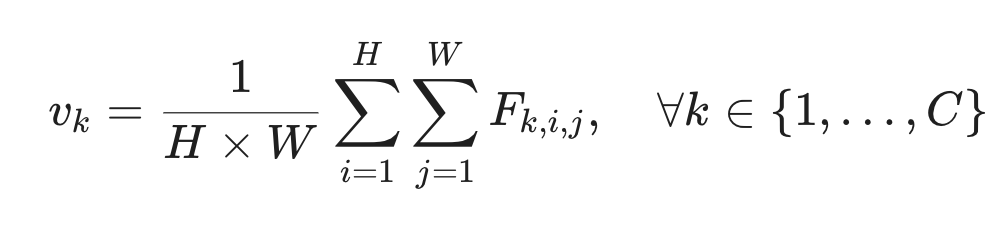 $v_k = \frac{1}{H \times W} \sum_{i=1}^{H} \sum_{j=1}^{W} F_{k,i,j}, \quad \forall k \in \{1, \ldots, C\}$